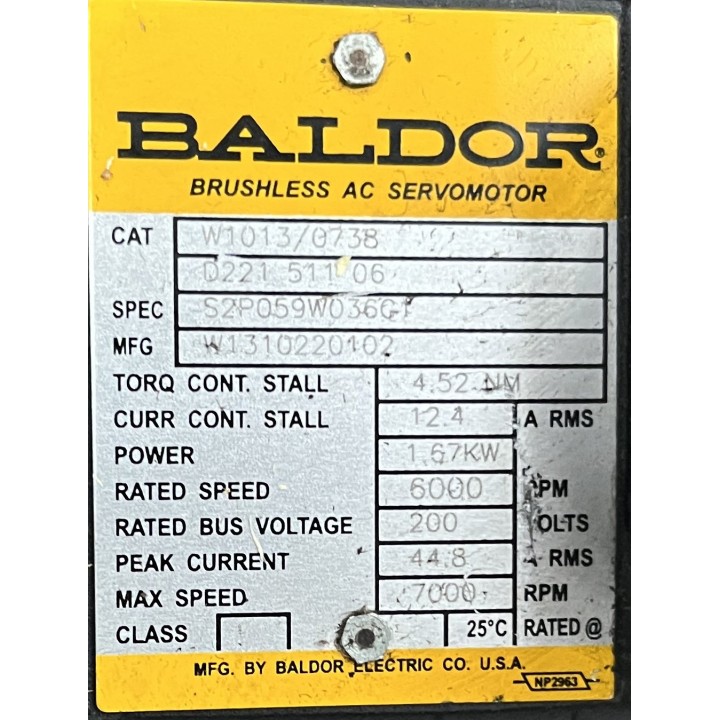 BALDOR®
BRUSHLESS AC SERVOMOTOR
CAT W1013/0738
D221 511 06
SPEC S2P059W036G1
MFG W1310220102
TORQ CONT. STALL 4.52 NM
CURR CONT. STALL 12.4 A RMS
POWER 1.67KW
RATED SPEED 6000 RPM
RATED BUS VOLTAGE 200 VOLTS
PEAK CURRENT 44.8 A RMS
MAX SPEED 7000 RPM
CLASS 25°C RATED @
MFG. BY BALDOR ELECTRIC CO. U.S.A.
NP2963